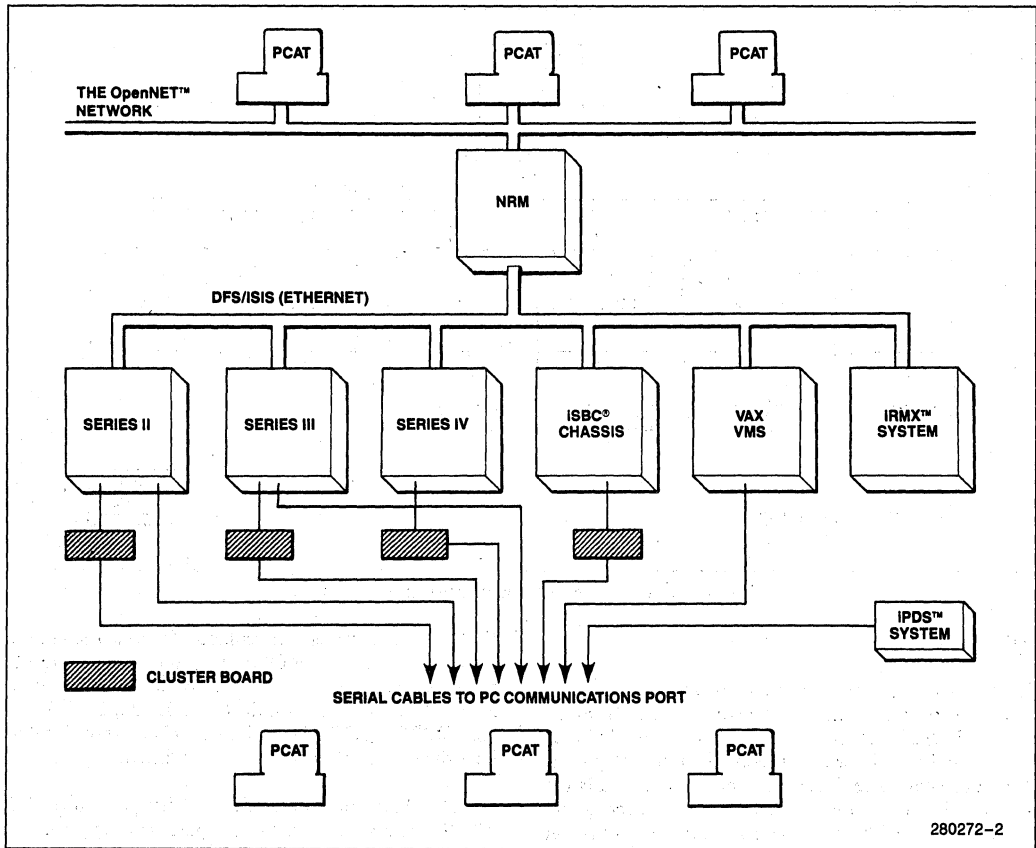 PCAT
PCAT
PCAT
THE OpenNET™
NETWORK
NRM
DFS/ISIS (ETHERNET)
SERIES II
SERIES III
SERIES IV
iSBC®
CHASSIS
VAX
VMS
iRMX™
SYSTEM
iPDS™
SYSTEM
CLUSTER BOARD
SERIAL CABLES TO PC COMMUNICATIONS PORT
PCAT
PCAT
PCAT
280272-2